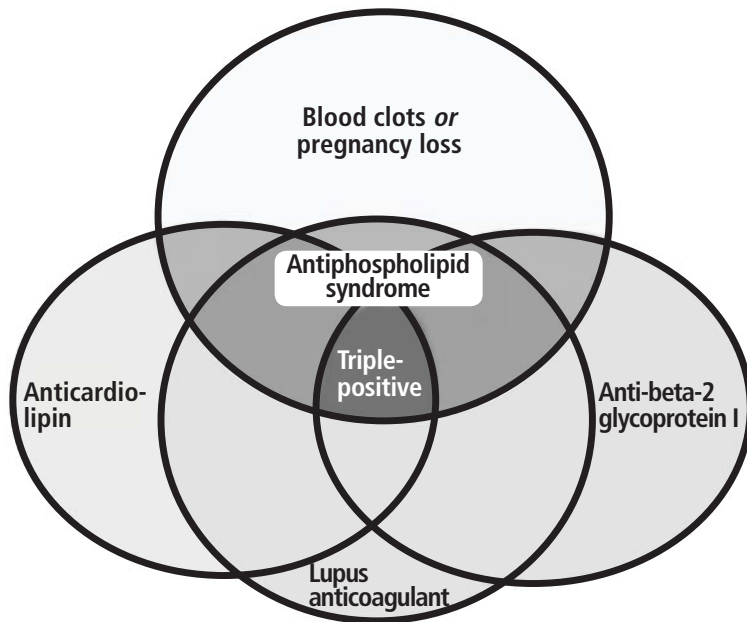 Blood clots or
pregnancy loss
Antiphospholipid
syndrome
Triple-
positive
Anticardio-
lipin
Anti-beta-2
glycoprotein I
Lupus
anticoagulant